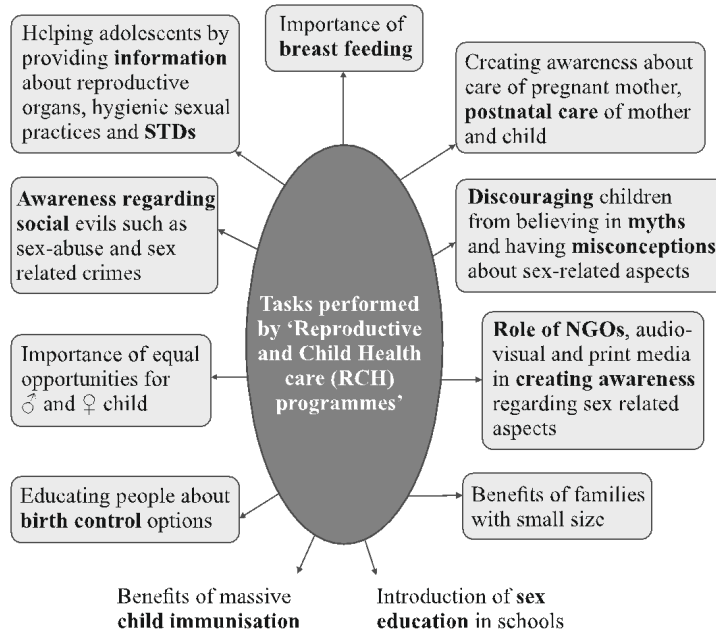 Helping adolescents by
providing information
about reproductive
organs, hygienic sexual
practices and STDs
Importance of
breast feeding
Creating awareness about
care of pregnant mother,
postnatal care of mother
and child
Awareness regarding
social evils such as
sex-abuse and sex
related crimes
Discouraging children
from believing in myths
and having misconceptions
about sex-related aspects
Tasks performed
by ‘Reproductive
and Child Health
care (RCH)
programmes’
Importance of equal
opportunities for
♂ and ♀ child
Role of NGOs, audio-
visual and print media
in creating awareness
regarding sex related
aspects
Educating people about
birth control options
Benefits of families
with small size
Benefits of massive
child immunisation
Introduction of sex
education in schools